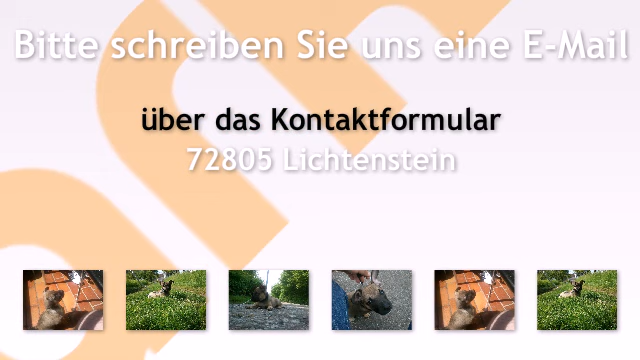 Bitte schreiben Sie uns eine E-Mail
über das Kontaktformular
72805 Lichtenstein